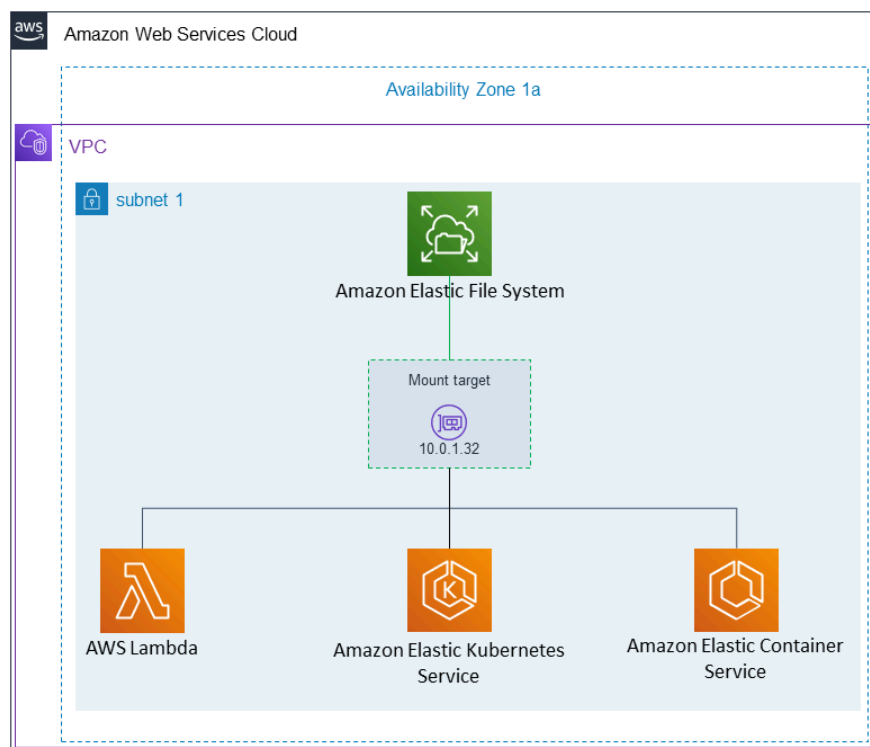 aws
Amazon Web Services Cloud
Availability Zone 1a
VPC
subnet 1
Amazon Elastic File System
Mount target
10.0.1.32
AWS Lambda
K
Amazon Elastic Kubernetes
Service
Amazon Elastic Container
Service